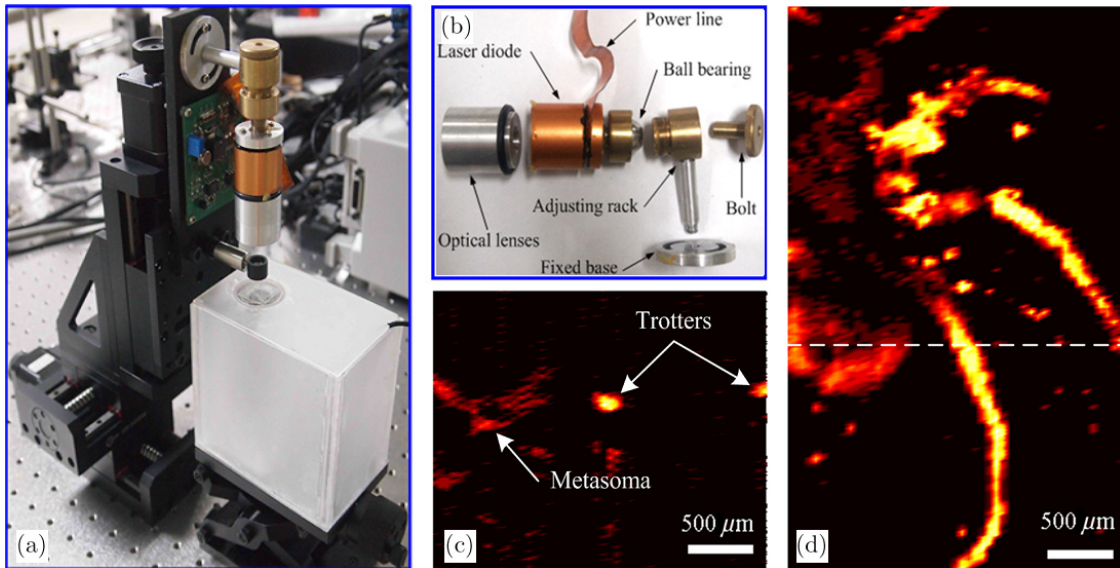 (a)
(b)
Power line
Laser diode
Ball bearing
Adjusting rack
Bolt
Optical lenses
Fixed base
Trotters
Metasoma
(c)
500 μm
500 μm
(d)